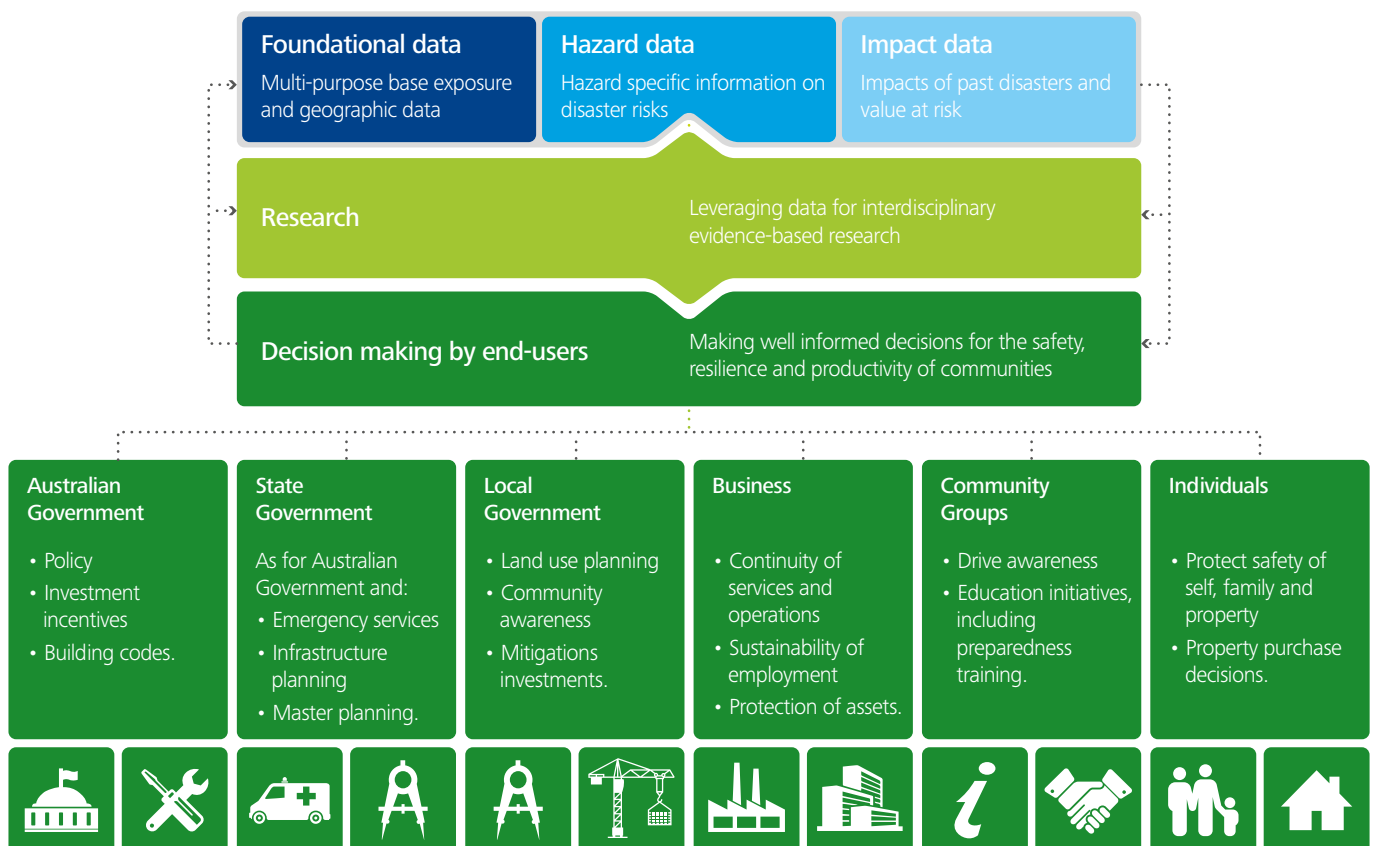 Foundational data
Multi-purpose base exposure
and geographic data
Hazard data
Hazard specific information on
disaster risks
Impact data
Impacts of past disasters and
value at risk
Research
Leveraging data for interdisciplinary
evidence-based research
Decision making by end-users
Making well informed decisions for the safety,
resilience and productivity of communities
Australian
Government
• Policy
• Investment
incentives
• Building codes.
State
Government
As for Australian
Government and:
• Emergency services
• Infrastructure
planning
• Master planning.
Local
Government
• Land use planning
• Community
awareness
• Mitigations
investments.
Business
• Continuity of
services and
operations
• Sustainability of
employment
• Protection of assets.
Community
Groups
• Drive awareness
• Education initiatives,
including
preparedness
training.
Individuals
• Protect safety of
self, family and
property
• Property purchase
decisions.